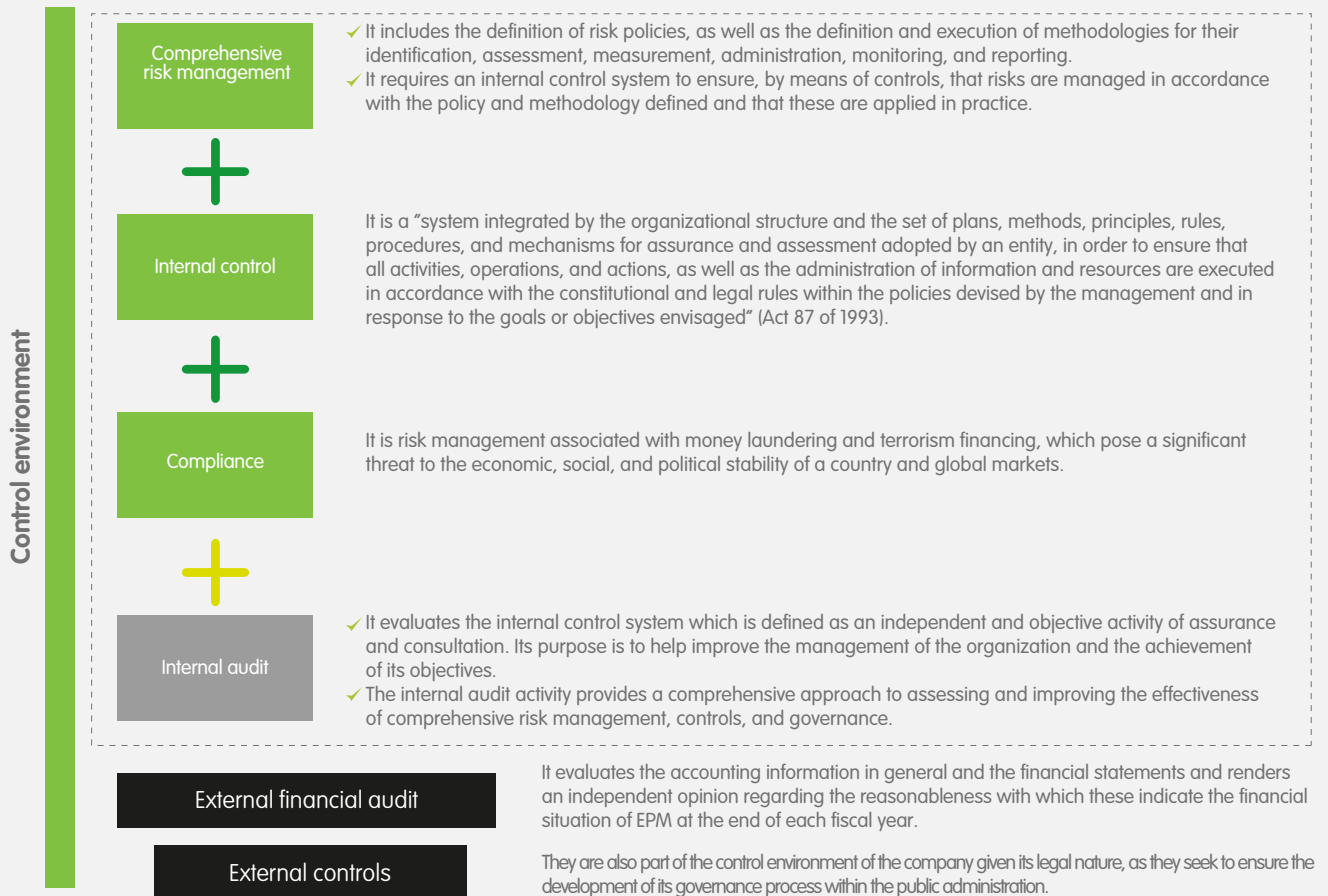 Control environment
Comprehensive
risk management
It includes the definition of risk policies, as well as the definition and execution of methodologies for their
identification, assessment, measurement, administration, monitoring, and reporting.
It requires an internal control system to ensure, by means of controls, that risks are managed in accordance
with the policy and methodology defined and that these are applied in practice.
Internal control
It is a "system integrated by the organizational structure and the set of plans, methods, principles, rules,
procedures, and mechanisms for assurance and assessment adopted by an entity, in order to ensure that
all activities, operations, and actions, as well as the administration of information and resources are executed
in accordance with the constitutional and legal rules within the policies devised by the management and in
response to the goals or objectives envisaged" (Act 87 of 1993).
Compliance
It is risk management associated with money laundering and terrorism financing, which pose a significant
threat to the economic, social, and political stability of a country and global markets.
Internal audit
It evaluates the internal control system which is defined as an independent and objective activity of assurance
and consultation. Its purpose is to help improve the management of the organization and the achievement
of its objectives.
The internal audit activity provides a comprehensive approach to assessing and improving the effectiveness
of comprehensive risk management, controls, and governance.
External financial audit
It evaluates the accounting information in general and the financial statements and renders
an independent opinion regarding the reasonableness with which these indicate the financial
situation of EPM at the end of each fiscal year.
External controls
They are also part of the control environment of the company given its legal nature, as they seek to ensure the
development of its governance process within the public administration.